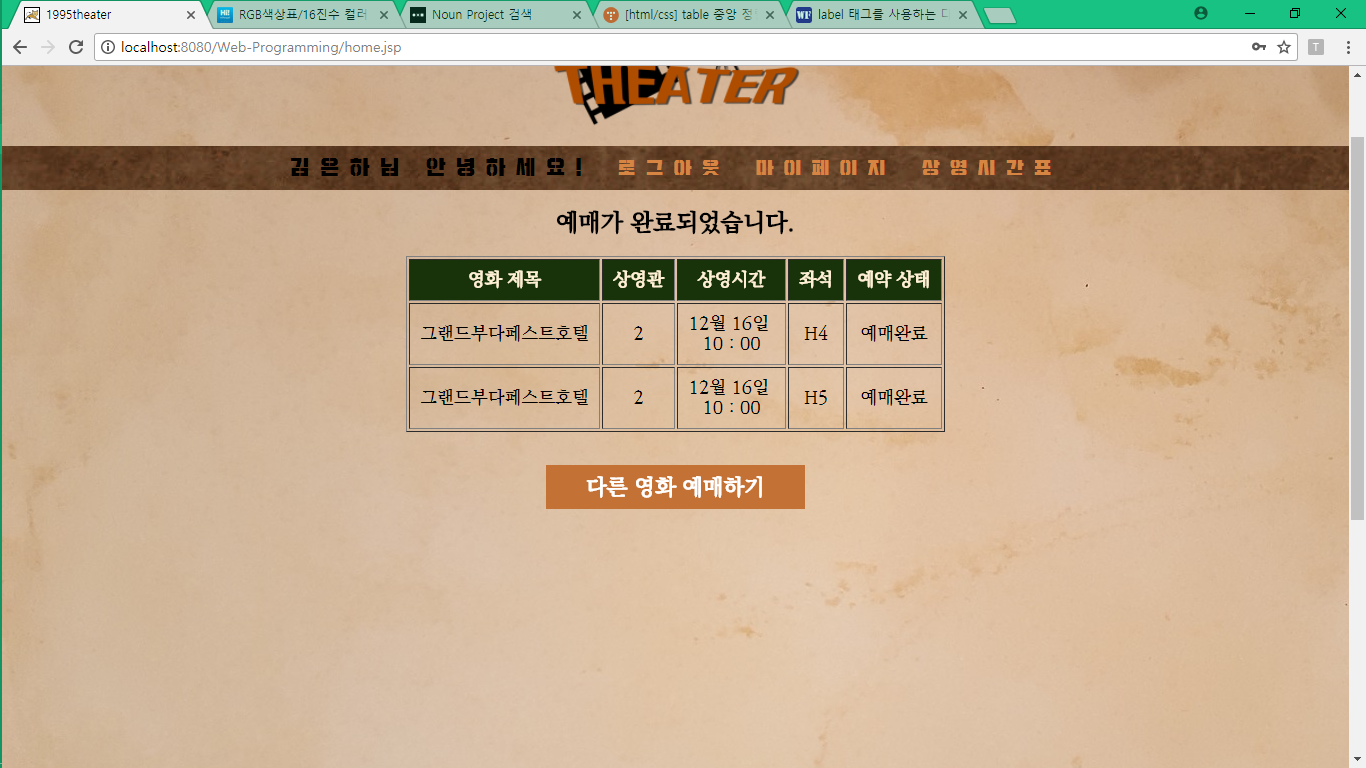 1995theater
RGB색상표/16진수 컬러
Noun Project 검색
[html/css] table 중앙 정
label 태그를 사용하는 디
localhost:8080/Web-Programming/home.jsp
T
THEATER
김은하님 안녕하세요! 로그아웃 마이페이지 상영시간표
예매가 완료되었습니다.
영화 제목 상영관 상영시간 좌석 예약 상태
그랜드부다페스트호텔 2 12월 16일 H4 예매완료
10 : 00
그랜드부다페스트호텔 2 12월 16일 H5 예매완료
10 : 00
다른 영화 예매하기